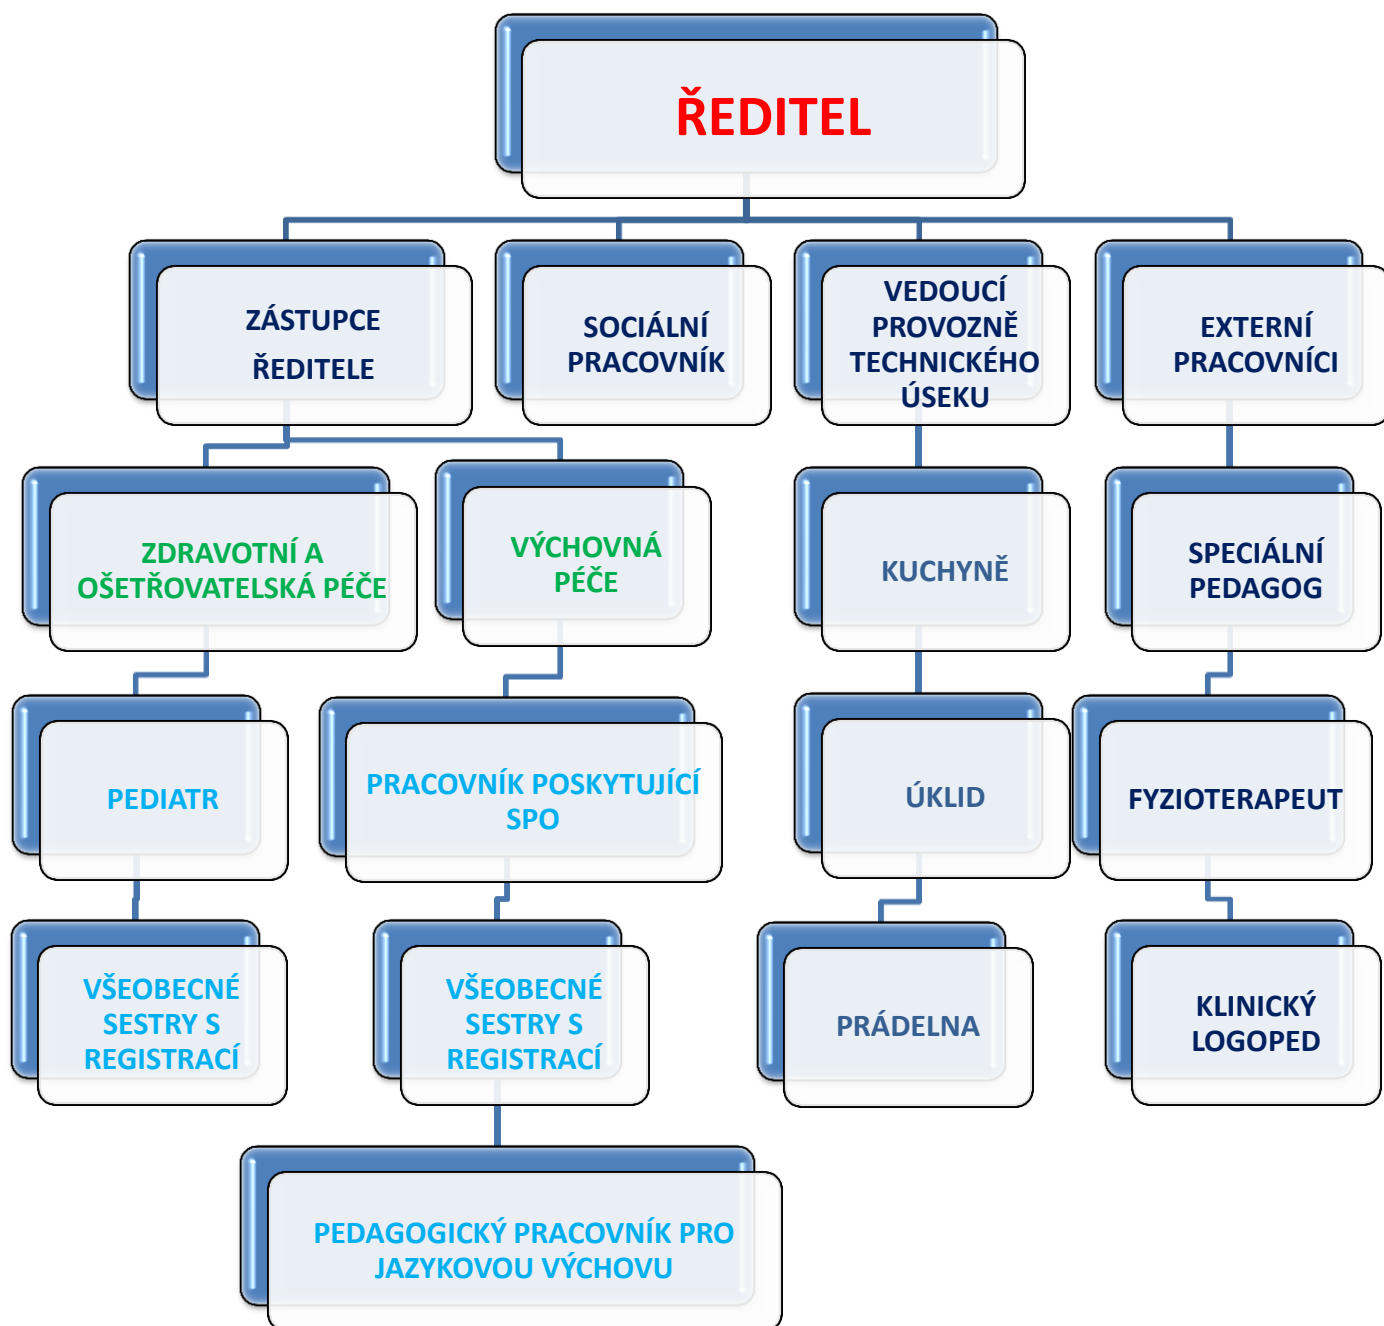 ŘEDITEL
ZÁSTUPCE
ŘEDITELE
SOCIÁLNÍ
PRACOVNÍK
VEDOUCÍ
PROVOZNĚ
TECHNICKÉHO
ÚSEKU
EXTERNÍ
PRACOVNÍCI
ZDRAVOTNÍ A
OŠETŘOVATELSKÁ PÉČE
VÝCHOVNÁ
PÉČE
KUCHYNĚ
SPECIÁLNÍ
PEDAGOG
PEDIATR
PRACOVNÍK POSKYTUJÍCÍ
SPO
ÚKLID
FYZIOTERAPEUT
VŠEOBECNÉ
SESTRY S
REGISTRACÍ
VŠEOBECNÉ
SESTRY S
REGISTRACÍ
PRÁDELNA
KLINICKÝ
LOGOPED
PEDAGOGICKÝ PRACOVNÍK PRO
JAZYKOVOU VÝCHOVU